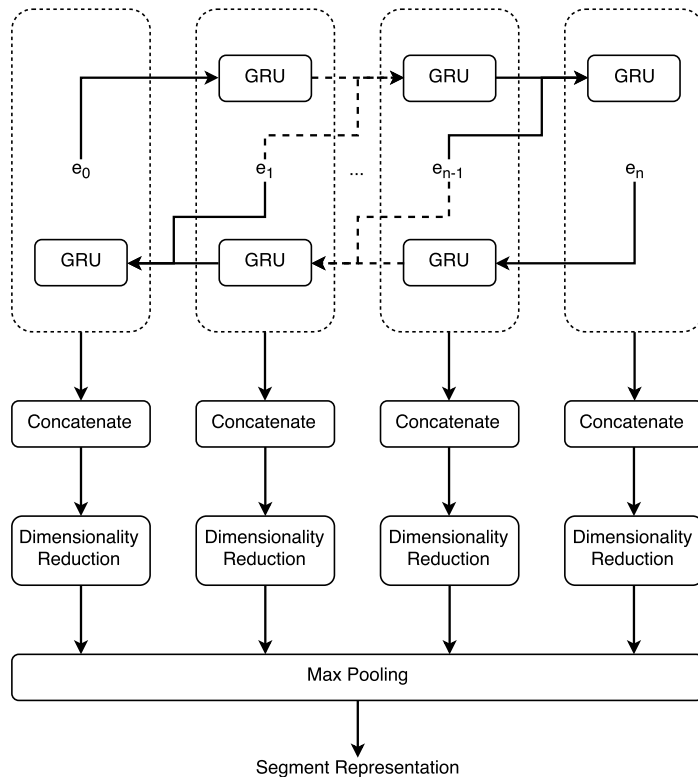 GRU GRU GRU
e0 e1 ... en-1 en
GRU GRU GRU
Concatenate Concatenate Concatenate Concatenate
Dimensionality Reduction
Dimensionality Reduction
Dimensionality Reduction
Dimensionality Reduction
Max Pooling
Segment Representation